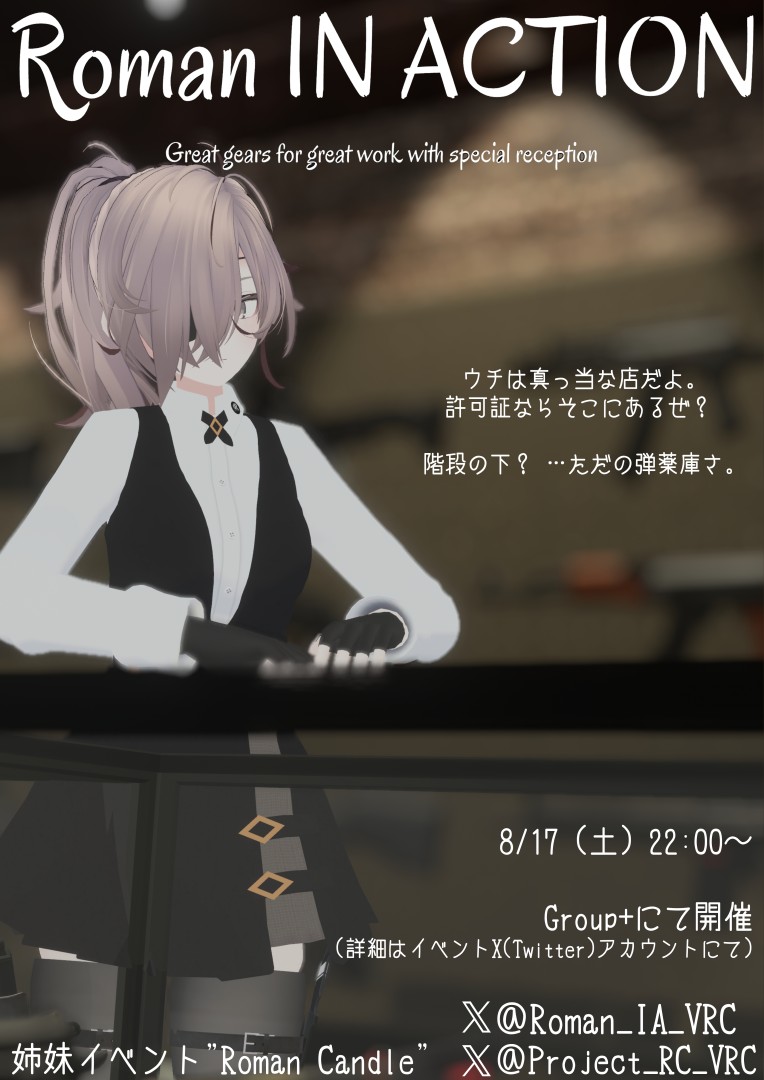 Roman IN ACTION
Great gears for great work with special reception
ウチは真っ当な店だよ。
許可証ならそこにあるぜ？
階段の下？ …ただの弾薬庫さ。
8/17（土）22:00～
Group+にて開催
（詳細はイベントX(Twitter)アカウントにて）
𝕏@Roman_IA_VRC
姉妹イベント”Roman Candle” 𝕏@Project_RC_VRC